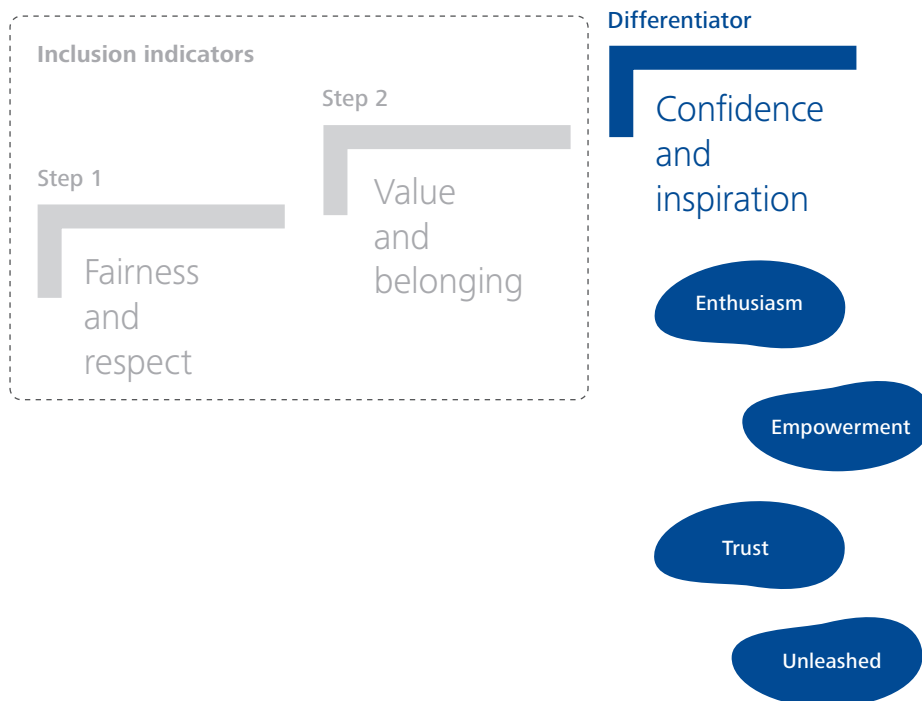 Inclusion indicators
Step 1
Fairness
and
respect
Step 2
Value
and
belonging
Differentiator
Confidence
and
inspiration
Enthusiasm
Empowerment
Trust
Unleashed